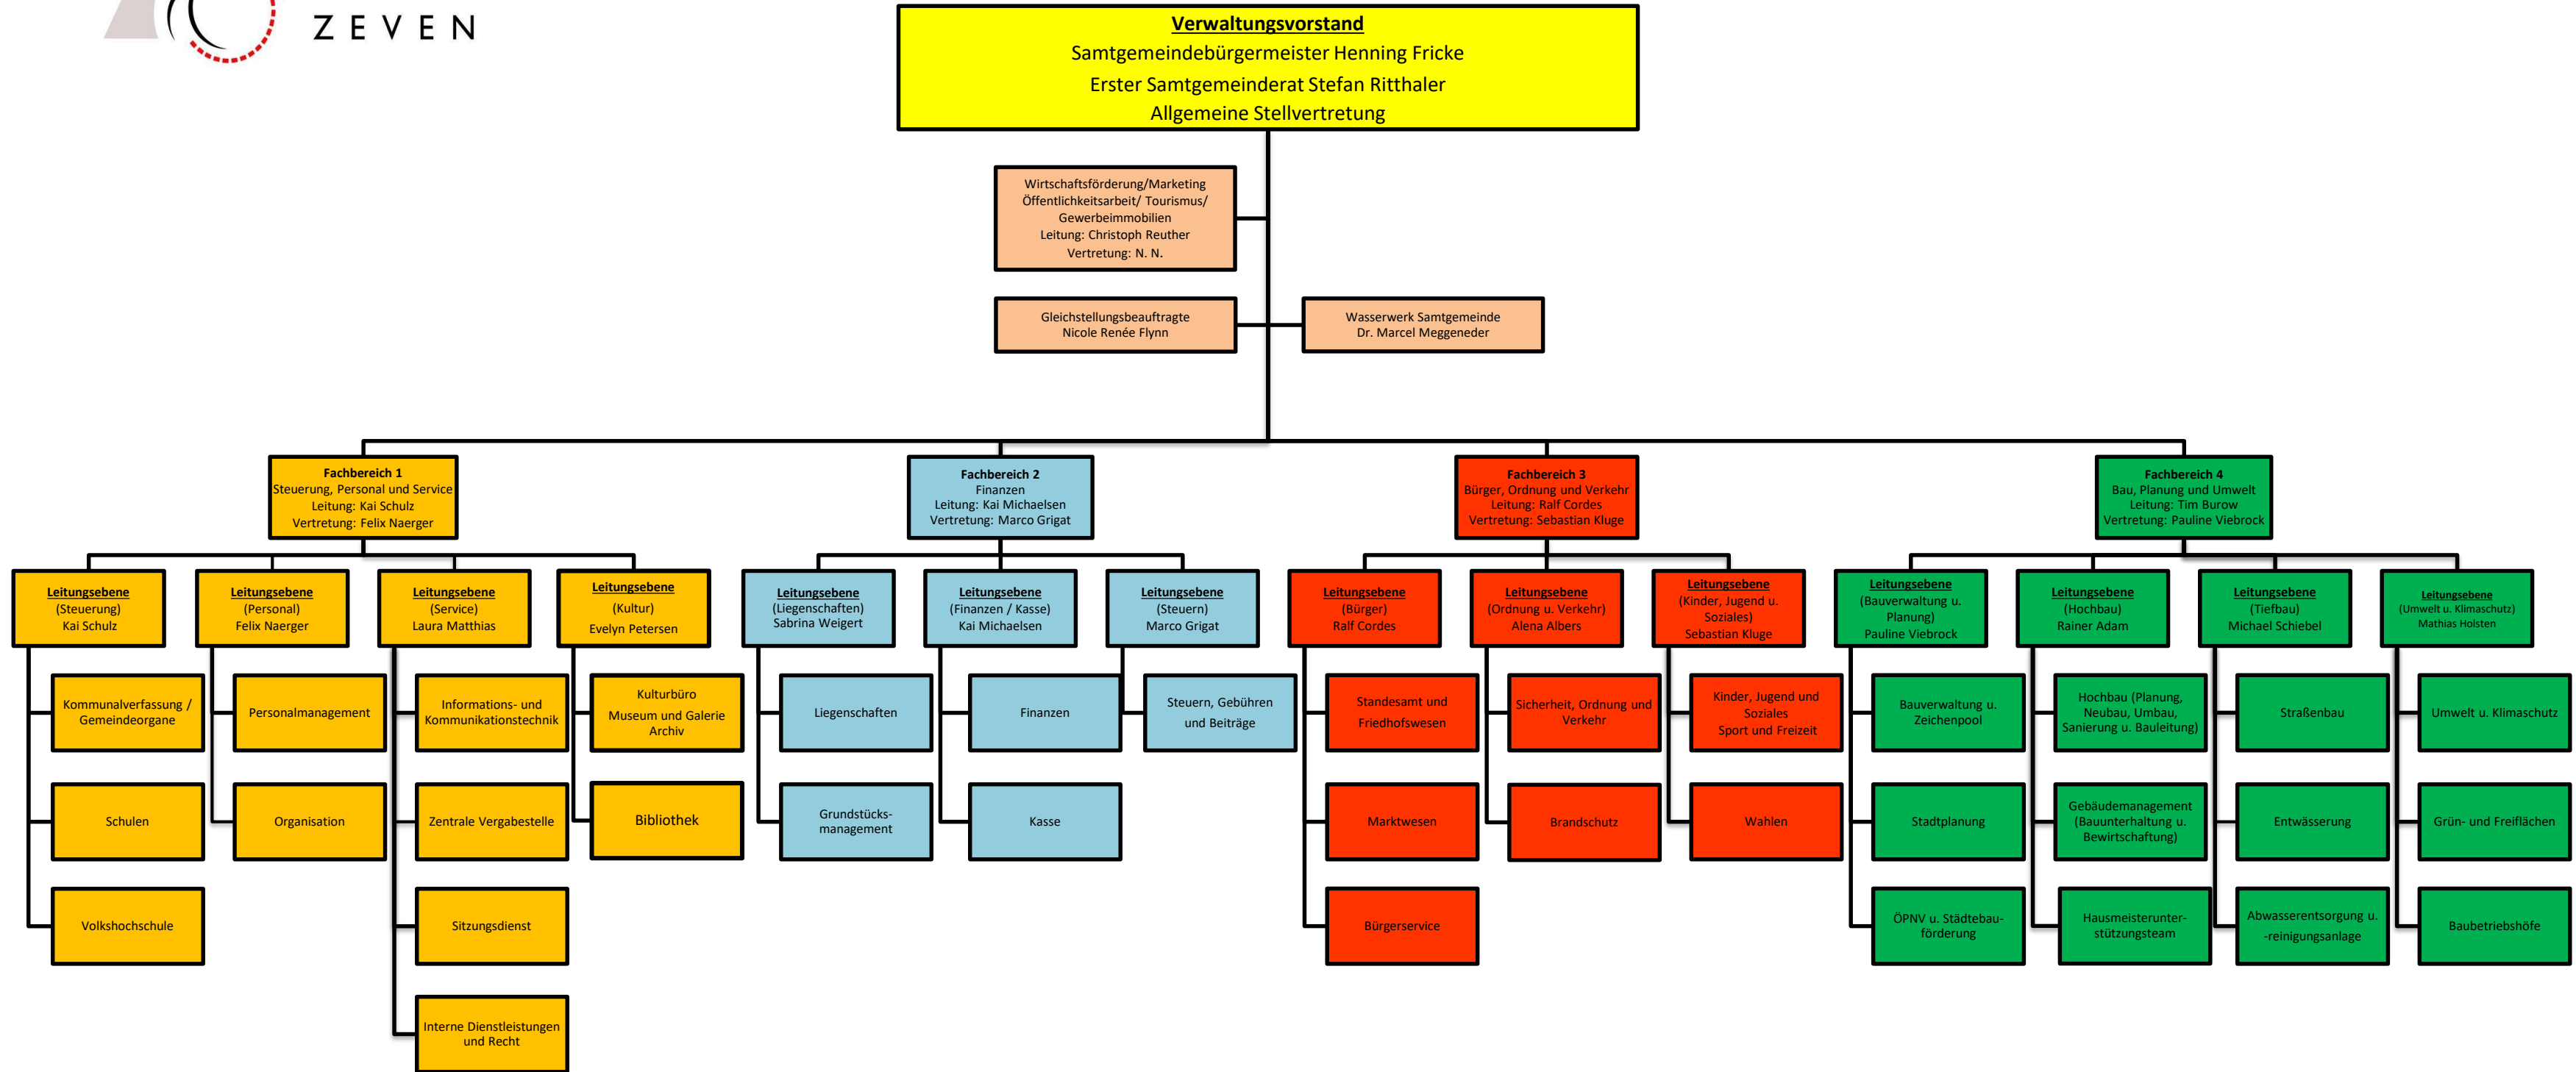 ZEVEN
Verwaltungsvorstand
Samtgemeindebürgermeister Henning Fricke
Erster Samtgemeinderat Stefan Ritthaler
Allgemeine Stellvertretung
Wirtschaftsförderung/Marketing
Öffentlichkeitsarbeit/ Tourismus/
Gewerbeimmobilien
Leitung: Christoph Reuther
Vertretung: N. N.
Gleichstellungsbeauftragte
Nicole Renée Flynn
Wasserwerk Samtgemeinde
Dr. Marcel Meggeneder
Fachbereich 1
Steuerung, Personal und Service
Leitung: Kai Schulz
Vertretung: Felix Naerger
Fachbereich 2
Finanzen
Leitung: Kai Michaelsen
Vertretung: Marco Grigat
Fachbereich 3
Bürger, Ordnung und Verkehr
Leitung: Ralf Cordes
Vertretung: Sebastian Kluge
Fachbereich 4
Bau, Planung und Umwelt
Leitung: Tim Burow
Vertretung: Pauline Viebrock
Leitungsebene
(Steuerung)
Kai Schulz
Leitungsebene
(Personal)
Felix Naerger
Leitungsebene
(Service)
Laura Matthias
Leitungsebene
(Kultur)
Evelyn Petersen
Leitungsebene
(Liegenschaften)
Sabrina Weigert
Leitungsebene
(Finanzen / Kasse)
Kai Michaelsen
Leitungsebene
(Steuern)
Marco Grigat
Leitungsebene
(Bürger)
Ralf Cordes
Leitungsebene
(Ordnung u. Verkehr)
Alena Albers
Leitungsebene
(Kinder, Jugend u.
Soziales)
Sebastian Kluge
Leitungsebene
(Bauverwaltung u.
Planung)
Pauline Viebrock
Leitungsebene
(Hochbau)
Rainer Adam
Leitungsebene
(Tiefbau)
Michael Schiebel
Leitungsebene
(Umwelt u. Klimaschutz)
Mathias Holsten
Kommunalverfassung /
Gemeindeorgane
Personalmanagement
Informations- und
Kommunikationstechnik
Kulturbüro
Museum und Galerie
Archiv
Liegenschaften
Finanzen
Steuern, Gebühren
und Beiträge
Standesamt und
Friedhofswesen
Sicherheit, Ordnung und
Verkehr
Kinder, Jugend und
Soziales
Sport und Freizeit
Bauverwaltung u.
Zeichenpool
Hochbau (Planung,
Neubau, Umbau,
Sanierung u. Bauleitung)
Straßenbau
Umwelt u. Klimaschutz
Schulen
Organisation
Zentrale Vergabestelle
Bibliothek
Grundstücks-
management
Kasse
Marktwesen
Brandschutz
Wahlen
Stadtplanung
Gebäudemanagement
(Bauunterhaltung u.
Bewirtschaftung)
Entwässerung
Grün- und Freiflächen
Volkshochschule
Sitzungsdienst
Bürgerservice
ÖPNV u. Städtebau-
förderung
Hausmeisterunter-
stützungsteam
Abwasserentsorgung u.
-reinigungsanlage
Baubetriebshöfe
Interne Dienstleistungen
und Recht